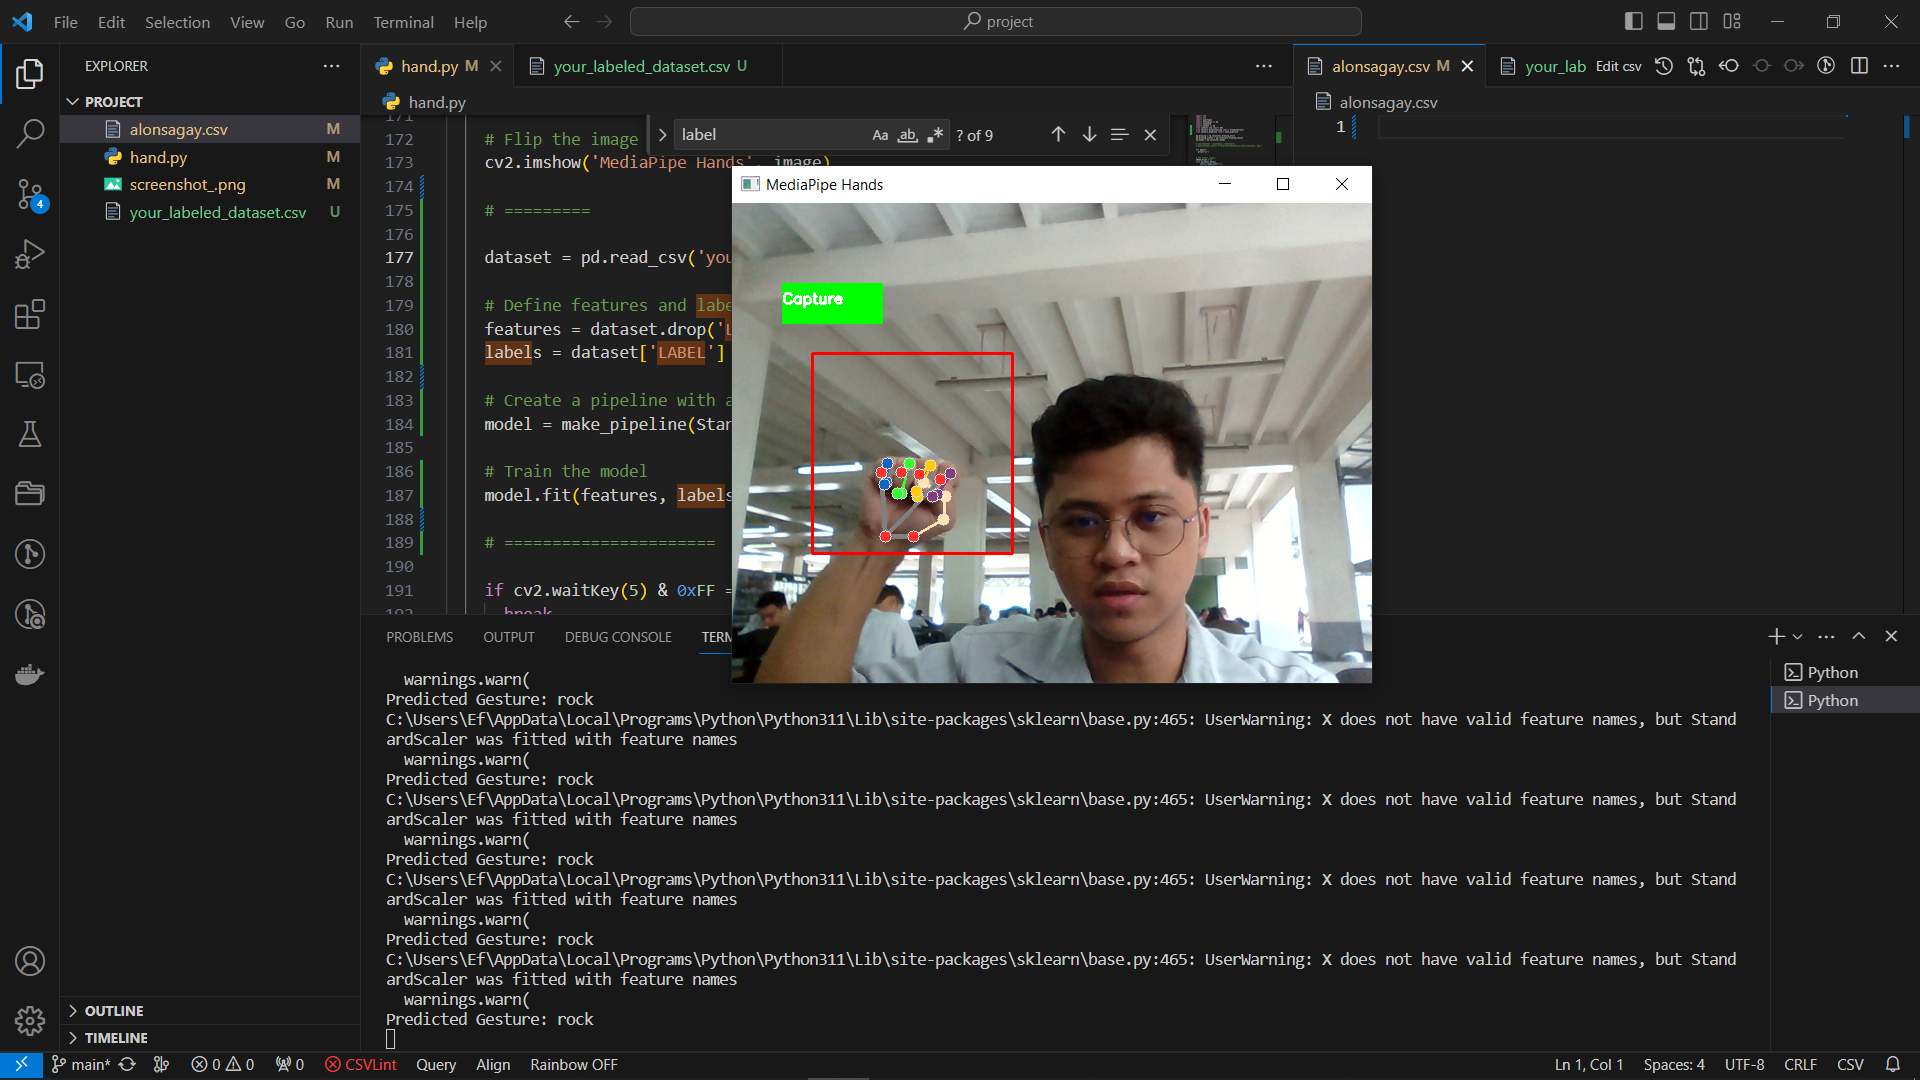 File Edit Selection View Go Run Terminal Help
project
EXPLORER
PROJECT
alonsagay.csv M
hand.py M
screenshot_.png M
your_labeled_dataset.csv U
OUTLINE
TIMELINE
4
hand.py M
your_labeled_dataset.csv U
hand.py
label
Aa ab ? of 9
171
172 # Flip the image
173 cv2.imshow('MediaPipe Hands', image)
174
175 # =========
176
177 dataset = pd.read_csv('you
178
179 # Define features and labe
180 features = dataset.drop('L
181 labels = dataset['LABEL']
182
183 # Create a pipeline with a
184 model = make_pipeline(Stan
185
186 # Train the model
187 model.fit(features, labels
188
189 # ======================
190
191 if cv2.waitKey(5) & 0xFF =
192 break
MediaPipe Hands
Capture
alonsagay.csv M
your_lab Edit csv
alonsagay.csv
1
PROBLEMS OUTPUT DEBUG CONSOLE TERM
warnings.warn(
Predicted Gesture: rock
C:\Users\Ef\AppData\Local\Programs\Python\Python311\Lib\site-packages\sklearn\base.py:465: UserWarning: X does not have valid feature names, but Stand
ardScaler was fitted with feature names
warnings.warn(
Predicted Gesture: rock
C:\Users\Ef\AppData\Local\Programs\Python\Python311\Lib\site-packages\sklearn\base.py:465: UserWarning: X does not have valid feature names, but Stand
ardScaler was fitted with feature names
warnings.warn(
Predicted Gesture: rock
C:\Users\Ef\AppData\Local\Programs\Python\Python311\Lib\site-packages\sklearn\base.py:465: UserWarning: X does not have valid feature names, but Stand
ardScaler was fitted with feature names
warnings.warn(
Predicted Gesture: rock
C:\Users\Ef\AppData\Local\Programs\Python\Python311\Lib\site-packages\sklearn\base.py:465: UserWarning: X does not have valid feature names, but Stand
ardScaler was fitted with feature names
warnings.warn(
Predicted Gesture: rock
Python
Python
main* 0 0 0 CSVLint Query Align Rainbow OFF
Ln 1, Col 1 Spaces: 4 UTF-8 CRLF CSV